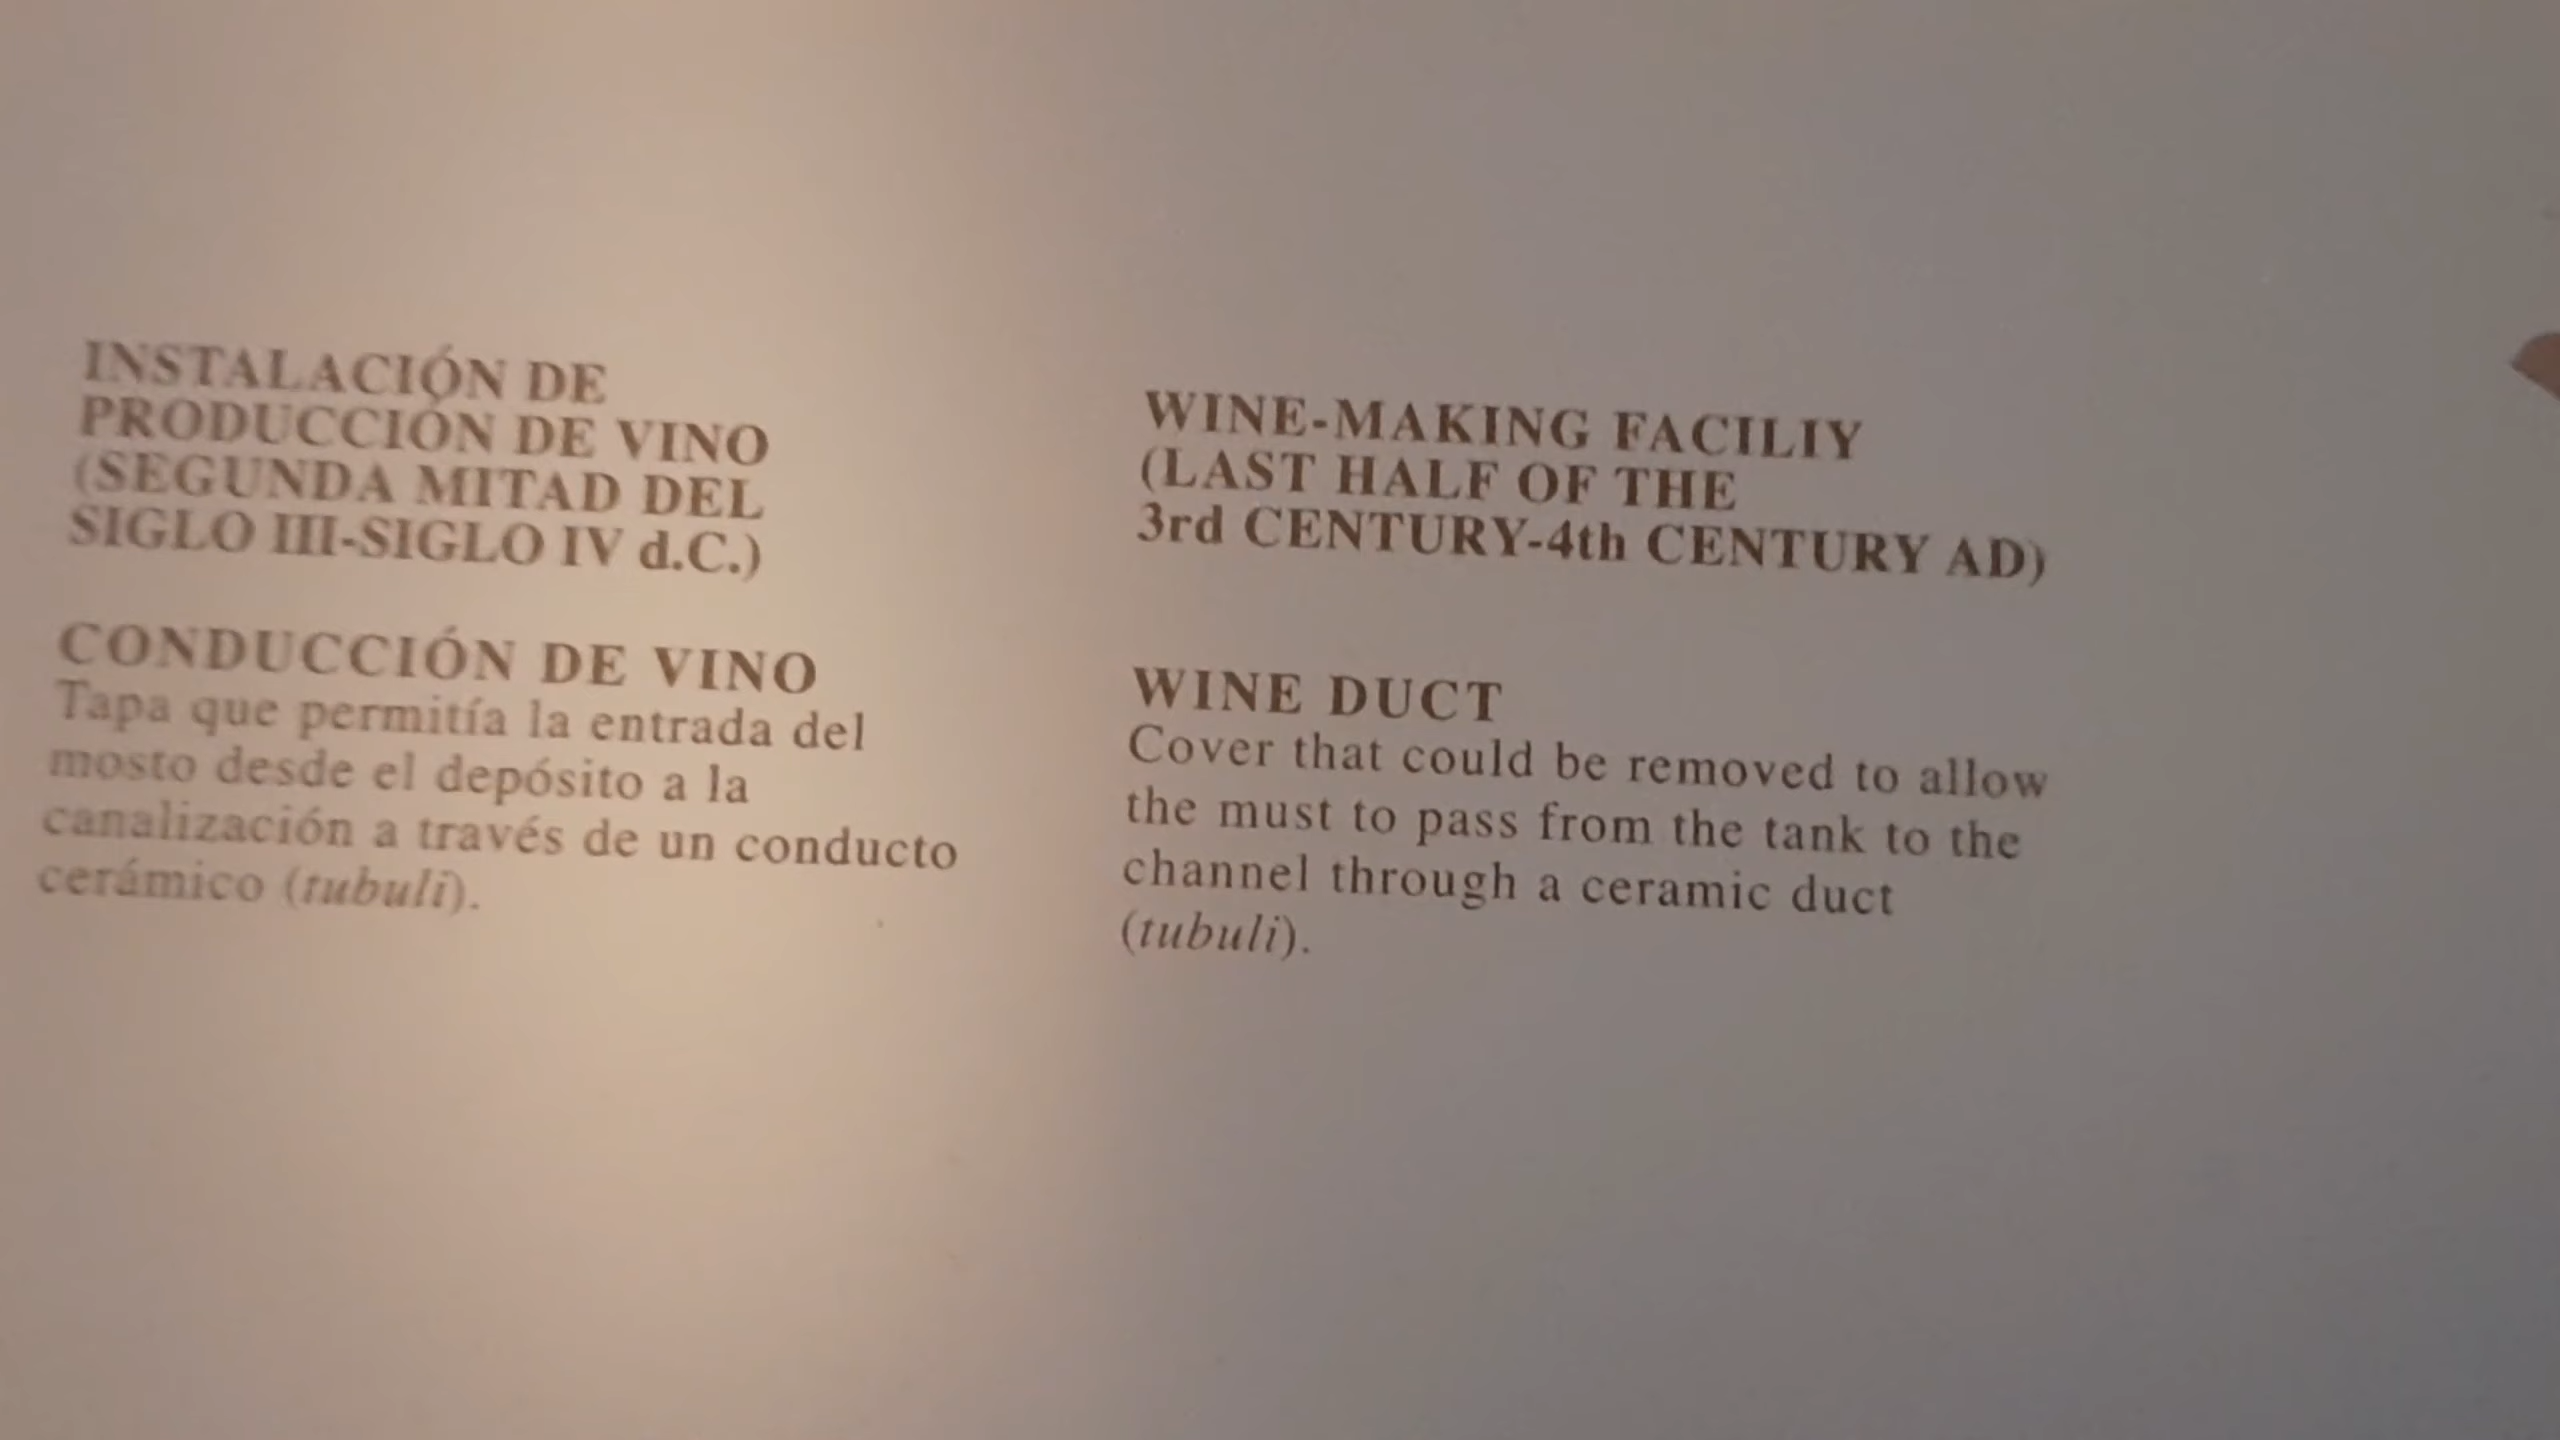 INSTALACIÓN DE
PRODUCCIÓN DE VINO
(SEGUNDA MITAD DEL
SIGLO III-SIGLO IV d.C.)
CONDUCCIÓN DE VINO
Tapa que permitía la entrada del
mosto desde el depósito a la
canalización a través de un conducto
cerámico (tubuli).
WINE-MAKING FACILIY
(LAST HALF OF THE
3rd CENTURY-4th CENTURY AD)
WINE DUCT
Cover that could be removed to allow
the must to pass from the tank to the
channel through a ceramic duct
(tubuli).